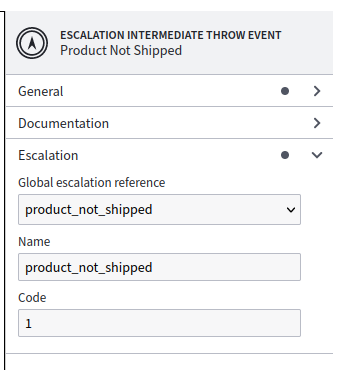 ESCALATION INTERMEDIATE THROW EVENT
Product Not Shipped
General
Documentation
Escalation
Global escalation reference
product_not_shipped
Name
product_not_shipped
Code
1